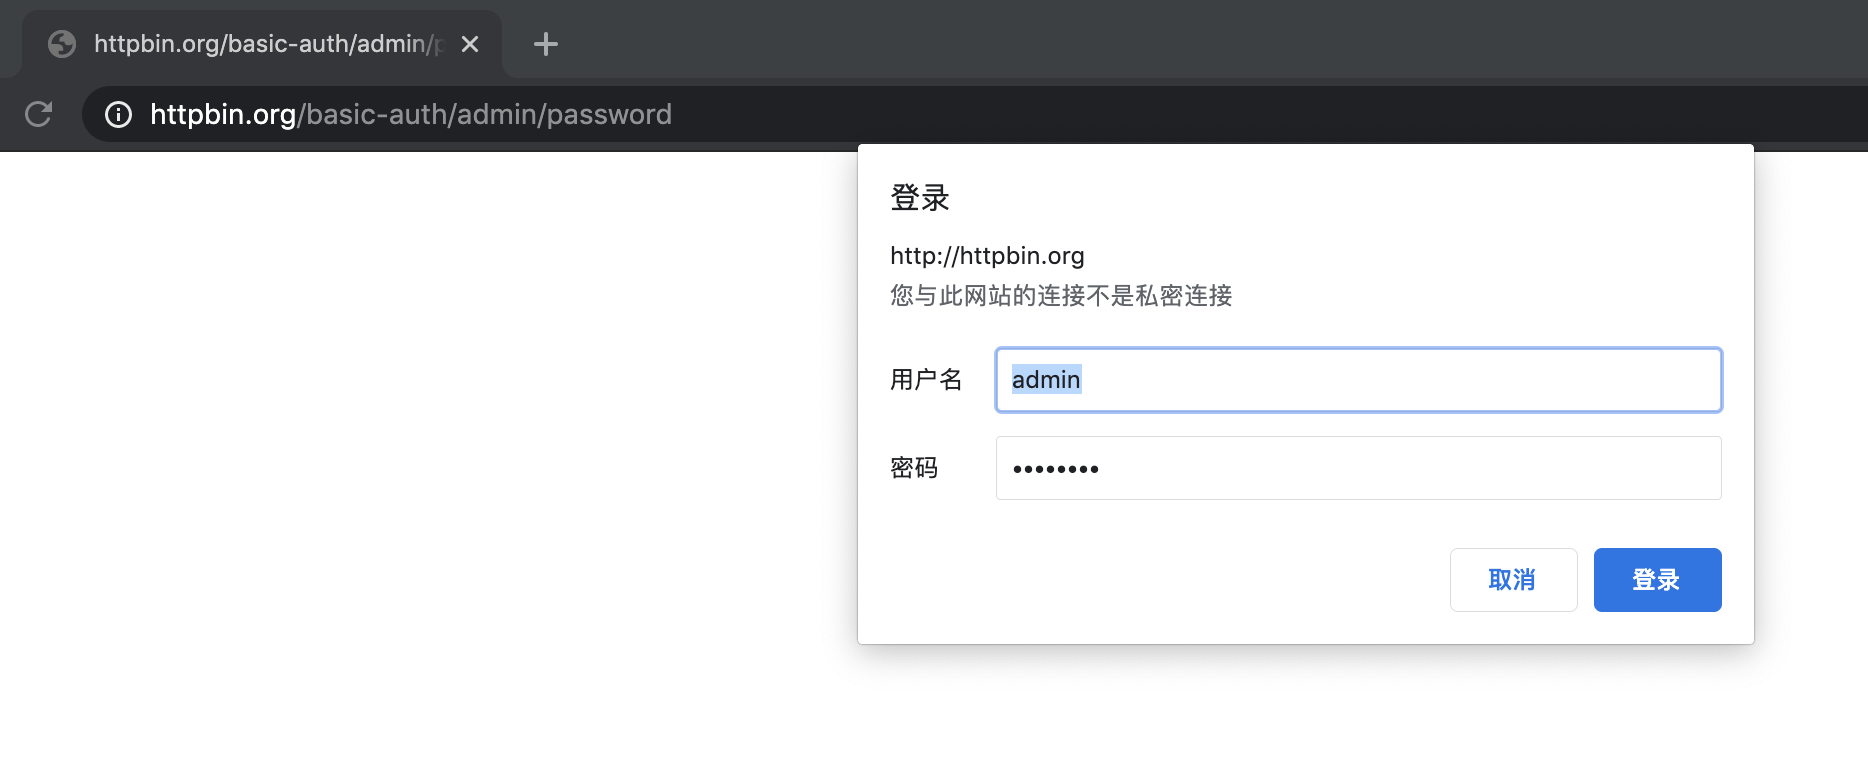 httpbin.org/basic-auth/admin/p
httpbin.org/basic-auth/admin/password
登录
http://httpbin.org
您与此网站的连接不是私密连接
用户名 admin
密码 ••••••••
取消 登录